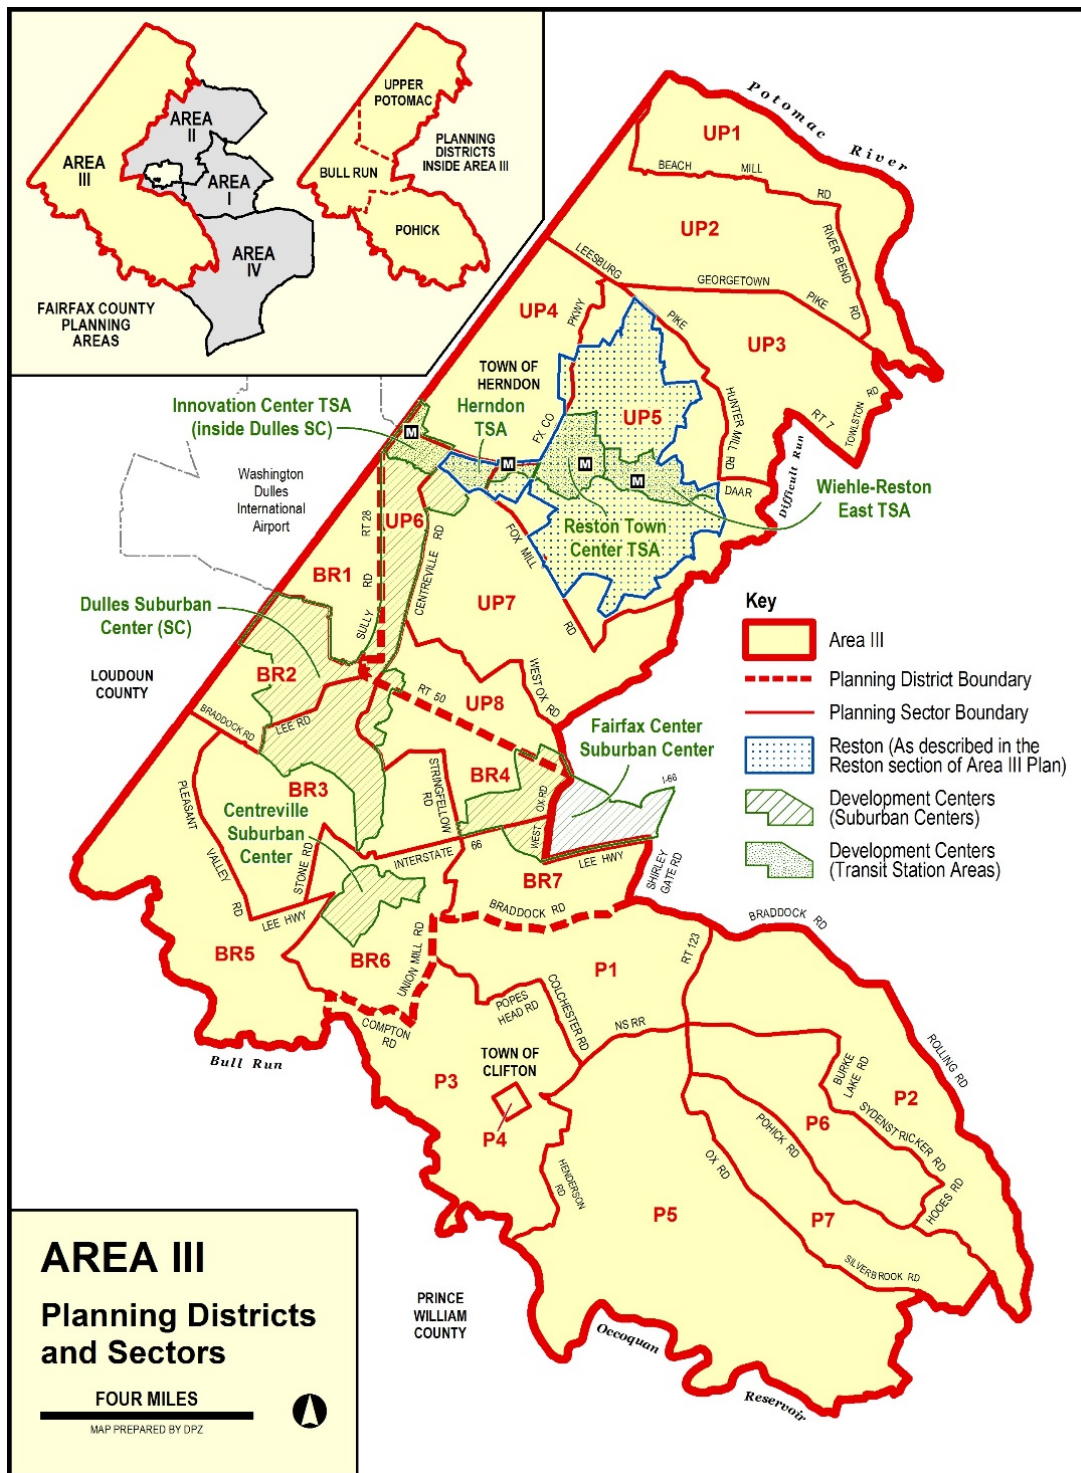 AREA
II
AREA
III
AREA
I
AREA
IV
FAIRFAX COUNTY
PLANNING
AREAS
UPPER
POTOMAC
PLANNING
DISTRICTS
INSIDE AREA III
BULL RUN
POHICK
Potomac
River
UP1
BEACH MILL RD
UP2
RIVER BEND RD
LEESBURG PIKE
GEORGETOWN PIKE
UP4
UP3
PKWY
FX CO
TOWN OF
HERNDON
UP5
HUNTER MILL RD
TOWLSTON RD
RT 7
Difficult Run
DAAR
Innovation Center TSA
(inside Dulles SC)
Herndon
TSA
M
M
M
M
Wiehle-Reston
East TSA
Reston Town
Center TSA
Washington
Dulles
International
Airport
RT 28
SULLY RD
UP6
CENTREVILLE RD
FOX MILL RD
BR1
UP7
Dulles Suburban
Center (SC)
LOUDOUN
COUNTY
BR2
LEE RD
BRADDOCK RD
RT 50
WEST OX RD
UP8
Fairfax Center
Suburban Center
I-66
Key
Area III
Planning District Boundary
Planning Sector Boundary
Reston (As described in the
Reston section of Area III Plan)
Development Centers
(Suburban Centers)
Development Centers
(Transit Station Areas)
BR3
STRINGFELLOW
RD
BR4
WEST OX RD
PLEASANT VALLEY RD
Centreville
Suburban
Center
STONE RD
INTERSTATE 66
LEE HWY
LEE HWY
BR7
SHIRLEY
GATE RD
BRADDOCK RD
BRADDOCK RD
BR5
BR6
UNION MILL RD
COMPTON
RD
Bull Run
P1
RT 123
POPES
HEAD RD
COLCHESTER RD
NS RR
TOWN OF
CLIFTON
P3
P4
BURKE
LAKE RD
ROLLING RD
P2
P6
SYDENSTRICKER RD
POHICK RD
OX RD
HOOES RD
HENDERSON
RD
P5
P7
SILVERBROOK RD
PRINCE
WILLIAM
COUNTY
Occoquan
Reservoir
AREA III
Planning Districts
and Sectors
FOUR MILES
MAP PREPARED BY DPZ